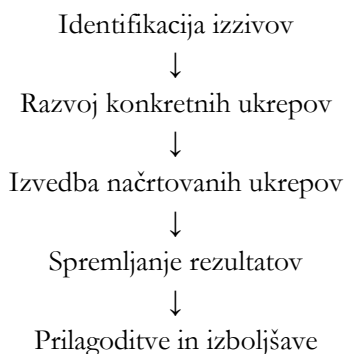 Identifikacija izzivov
↓
Razvoj konkretnih ukrepov
↓
Izvedba načrtovanih ukrepov
↓
Spremljanje rezultatov
↓
Prilagoditve in izboljšave